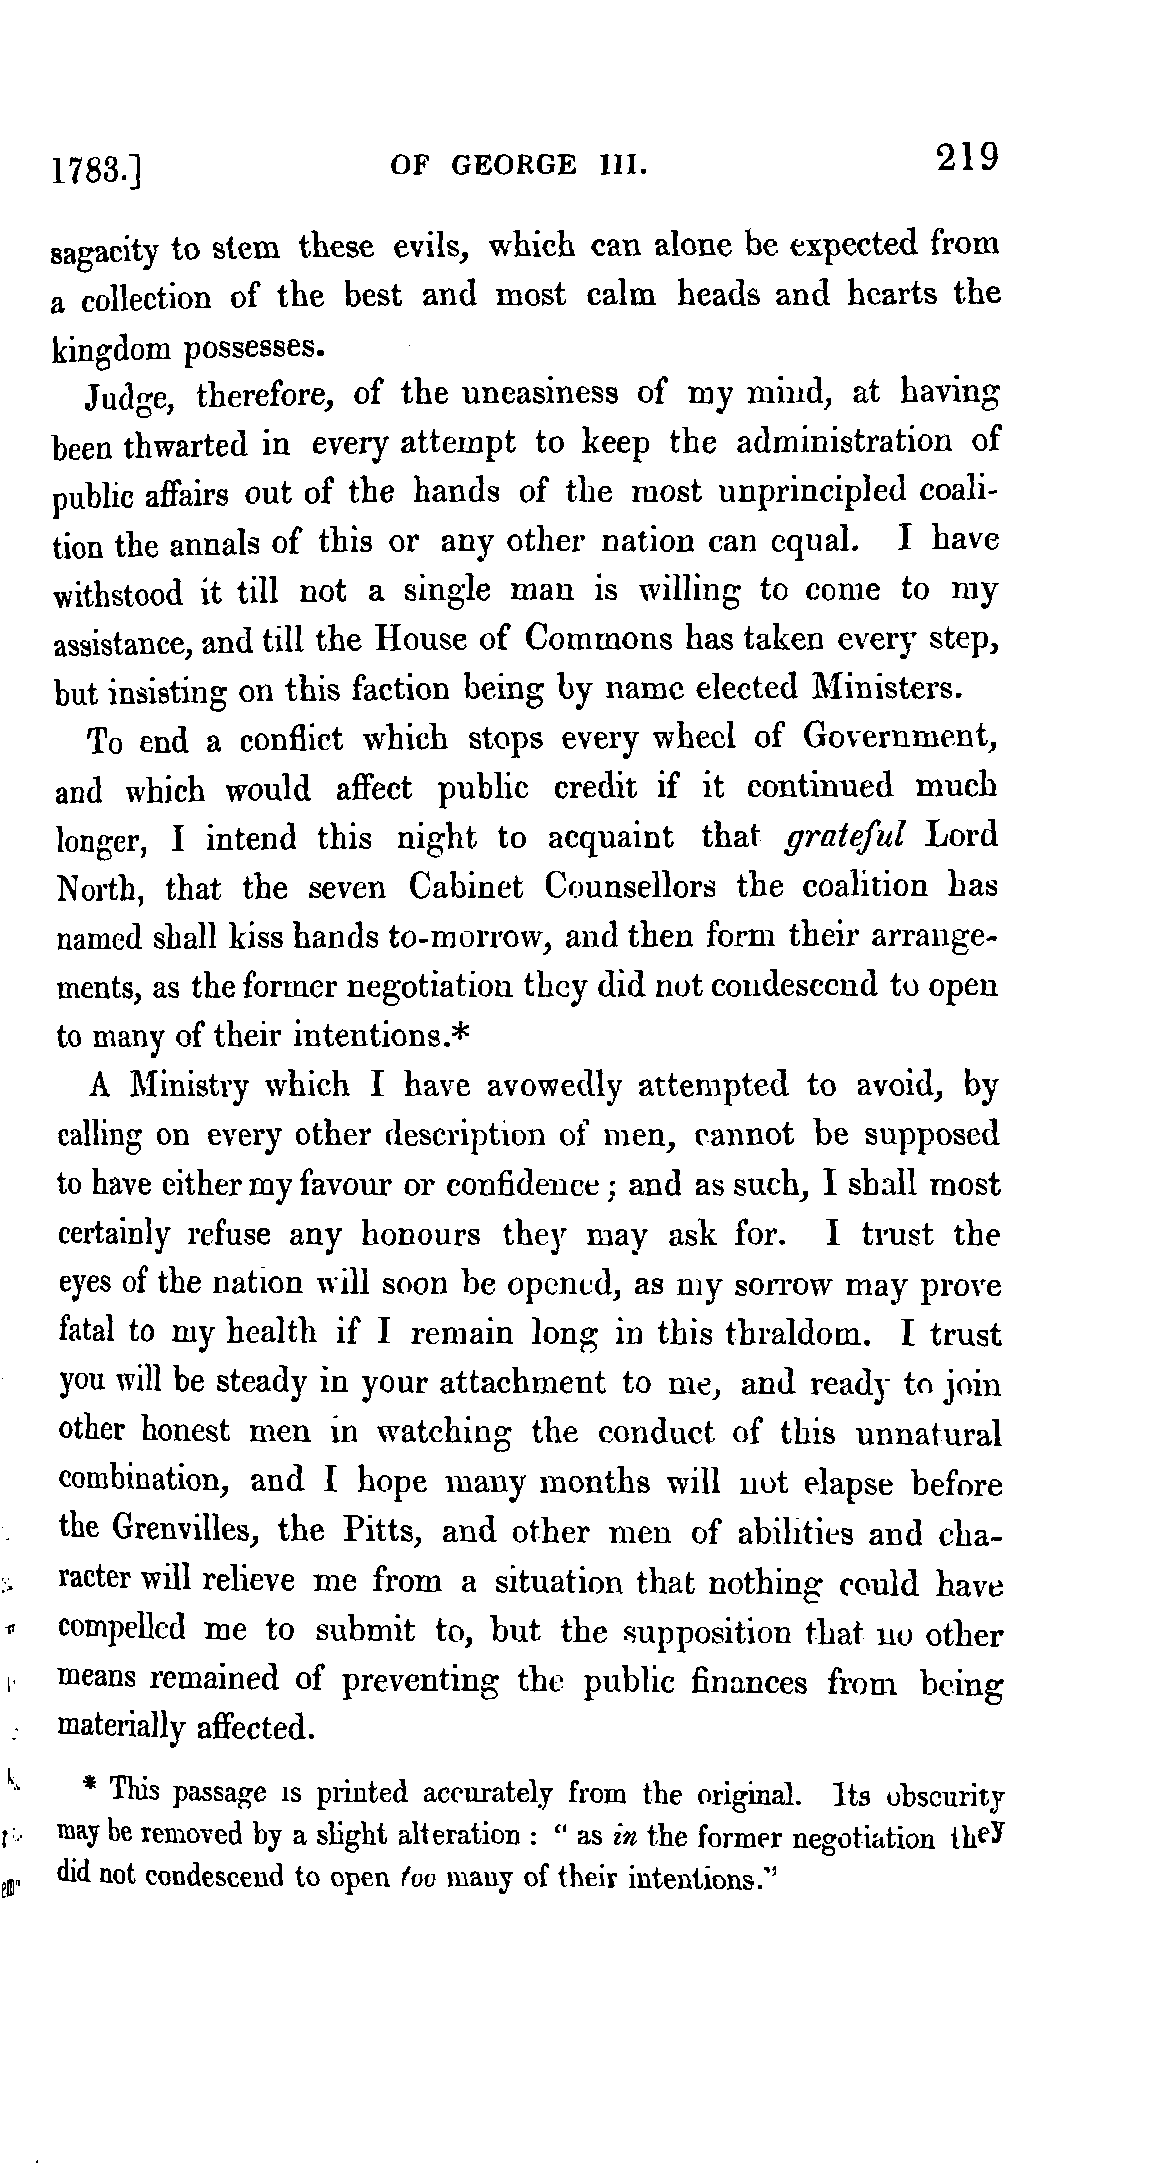 1783.] OF GEORGE III. 219
sagacity to stem these evils, which can alone be expected from
a collection of the best and most calm heads and hearts the
kingdom possesses.
Judge, therefore, of the uneasiness of my mind, at having
been thwarted in every attempt to keep the administration of
public affairs out of the hands of the most unprincipled coali-
tion the annals of this or any other nation can equal. I have
withstood it till not a single man is willing to come to my
assistance, and till the House of Commons has taken every step,
but insisting on this faction being by name elected Ministers.
To end a conflict which stops every wheel of Government,
and which would affect public credit if it continued much
longer, I intend this night to acquaint that grateful Lord
North, that the seven Cabinet Counsellors the coalition has
named shall kiss hands to-morrow, and then form their arrange-
ments, as the former negotiation they did not condescend to open
to many of their intentions.*
A Ministry which I have avowedly attempted to avoid, by
calling on every other description of men, cannot be supposed
to have either my favour or confidence; and as such, I shall most
certainly refuse any honours they may ask for. I trust the
eyes of the nation will soon be opened, as my sorrow may prove
fatal to my health if I remain long in this thraldom. I trust
you will be steady in your attachment to me, and ready to join
other honest men in watching the conduct of this unnatural
combination, and I hope many months will not elapse before
the Grenvilles, the Pitts, and other men of abilities and cha-
racter will relieve me from a situation that nothing could have
compelled me to submit to, but the supposition that no other
means remained of preventing the public finances from being
materially affected.
* This passage is printed accurately from the original. Its obscurity
may be removed by a slight alteration: "as in the former negotiation they
did not condescend to open too many of their intentions."